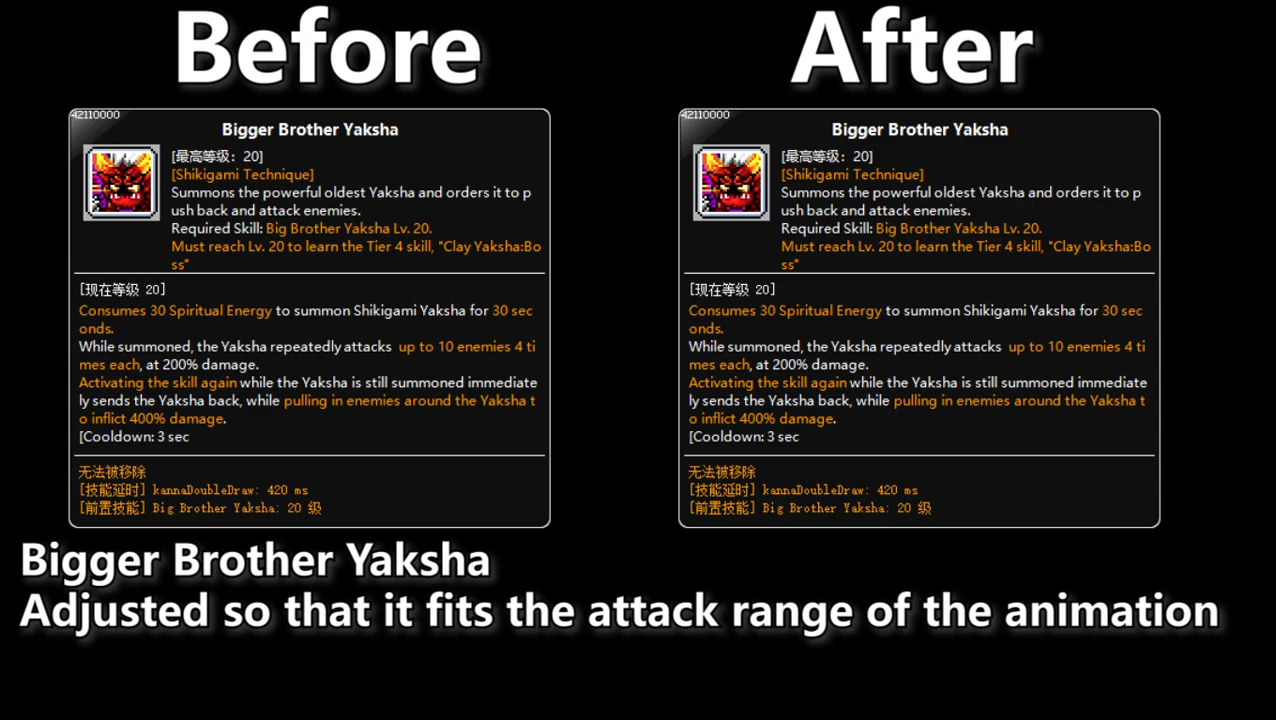 Before
After
42110000
Bigger Brother Yaksha
[最高等级：20]
[Shikigami Technique]
Summons the powerful oldest Yaksha and orders it to p
ush back and attack enemies.
Required Skill: Big Brother Yaksha Lv. 20.
Must reach Lv. 20 to learn the Tier 4 skill, "Clay Yaksha:Bo
ss"
[现在等级 20]
Consumes 30 Spiritual Energy to summon Shikigami Yaksha for 30 sec
onds.
While summoned, the Yaksha repeatedly attacks  up to 10 enemies 4 ti
mes each, at 200% damage.
Activating the skill again while the Yaksha is still summoned immediate
ly sends the Yaksha back, while pulling in enemies around the Yaksha t
o inflict 400% damage.
[Cooldown: 3 sec
无法被移除
[技能延时] kannaDoubleDraw: 420 ms
[前置技能] Big Brother Yaksha: 20 级
42110000
Bigger Brother Yaksha
[最高等级：20]
[Shikigami Technique]
Summons the powerful oldest Yaksha and orders it to p
ush back and attack enemies.
Required Skill: Big Brother Yaksha Lv. 20.
Must reach Lv. 20 to learn the Tier 4 skill, "Clay Yaksha:Bo
ss"
[现在等级 20]
Consumes 30 Spiritual Energy to summon Shikigami Yaksha for 30 sec
onds.
While summoned, the Yaksha repeatedly attacks  up to 10 enemies 4 ti
mes each, at 200% damage.
Activating the skill again while the Yaksha is still summoned immediate
ly sends the Yaksha back, while pulling in enemies around the Yaksha t
o inflict 400% damage.
[Cooldown: 3 sec
无法被移除
[技能延时] kannaDoubleDraw: 420 ms
[前置技能] Big Brother Yaksha: 20 级
Bigger Brother Yaksha
Adjusted so that it fits the attack range of the animation